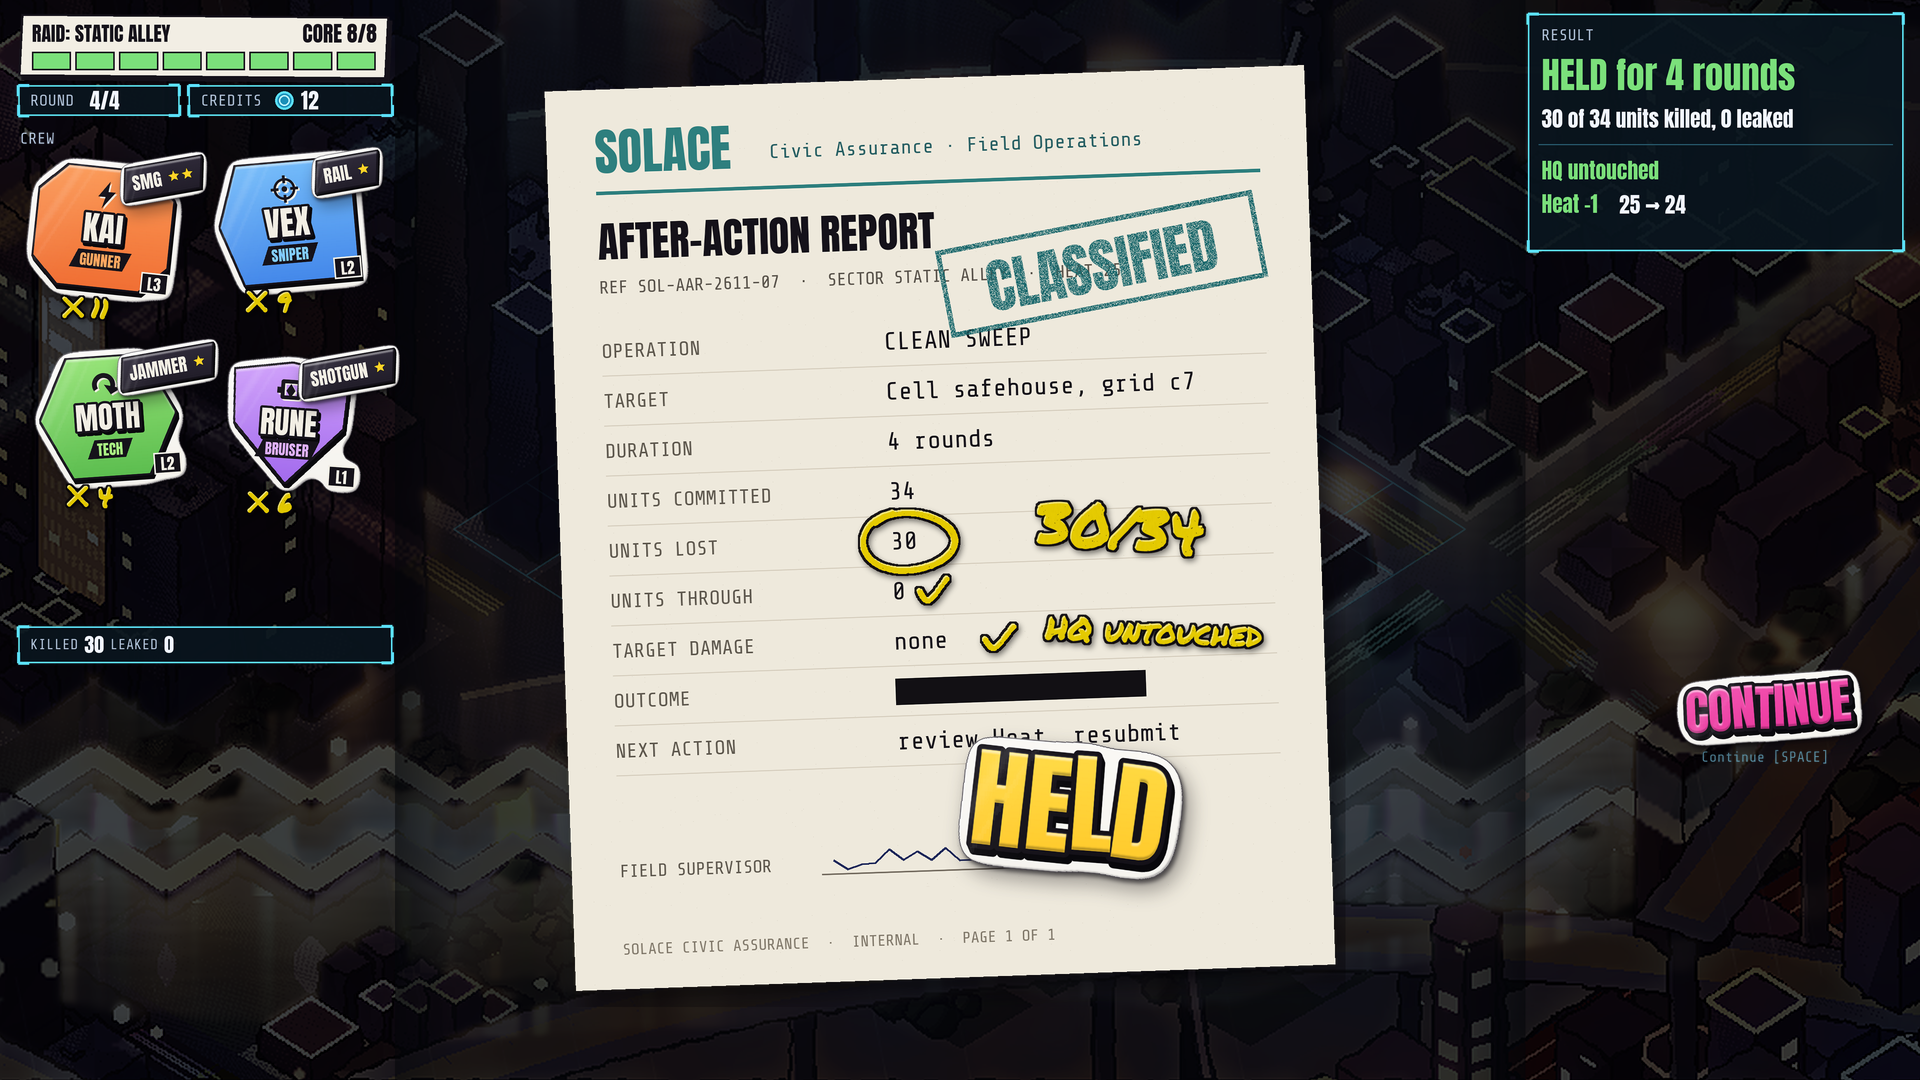 RAID: STATIC ALLEY CORE 8/8
ROUND 4/4 CREDITS 12
CREW
SMG
KAI
GUNNER
L3
×11
RAIL
VEX
SNIPER
L2
×9
JAMMER
MOTH
TECH
L2
×4
SHOTGUN
RUNE
BRUISER
L1
×6
KILLED 30 LEAKED 0
SOLACE Civic Assurance · Field Operations
AFTER-ACTION REPORT
CLASSIFIED
REF SOL-AAR-2611-07 · SECTOR STATIC
OPERATION CLEAN SWEEP
TARGET Cell safehouse, grid c7
DURATION 4 rounds
UNITS COMMITTED 34
UNITS LOST 30 30/34
UNITS THROUGH 0
TARGET DAMAGE none HQ UNTOUCHED
OUTCOME
NEXT ACTION review Heat, resubmit
HELD
FIELD SUPERVISOR
SOLACE CIVIC ASSURANCE · INTERNAL · PAGE 1 OF 1
RESULT
HELD for 4 rounds
30 of 34 units killed, 0 leaked
HQ untouched
Heat -1 25 → 24
CONTINUE
Continue [SPACE]